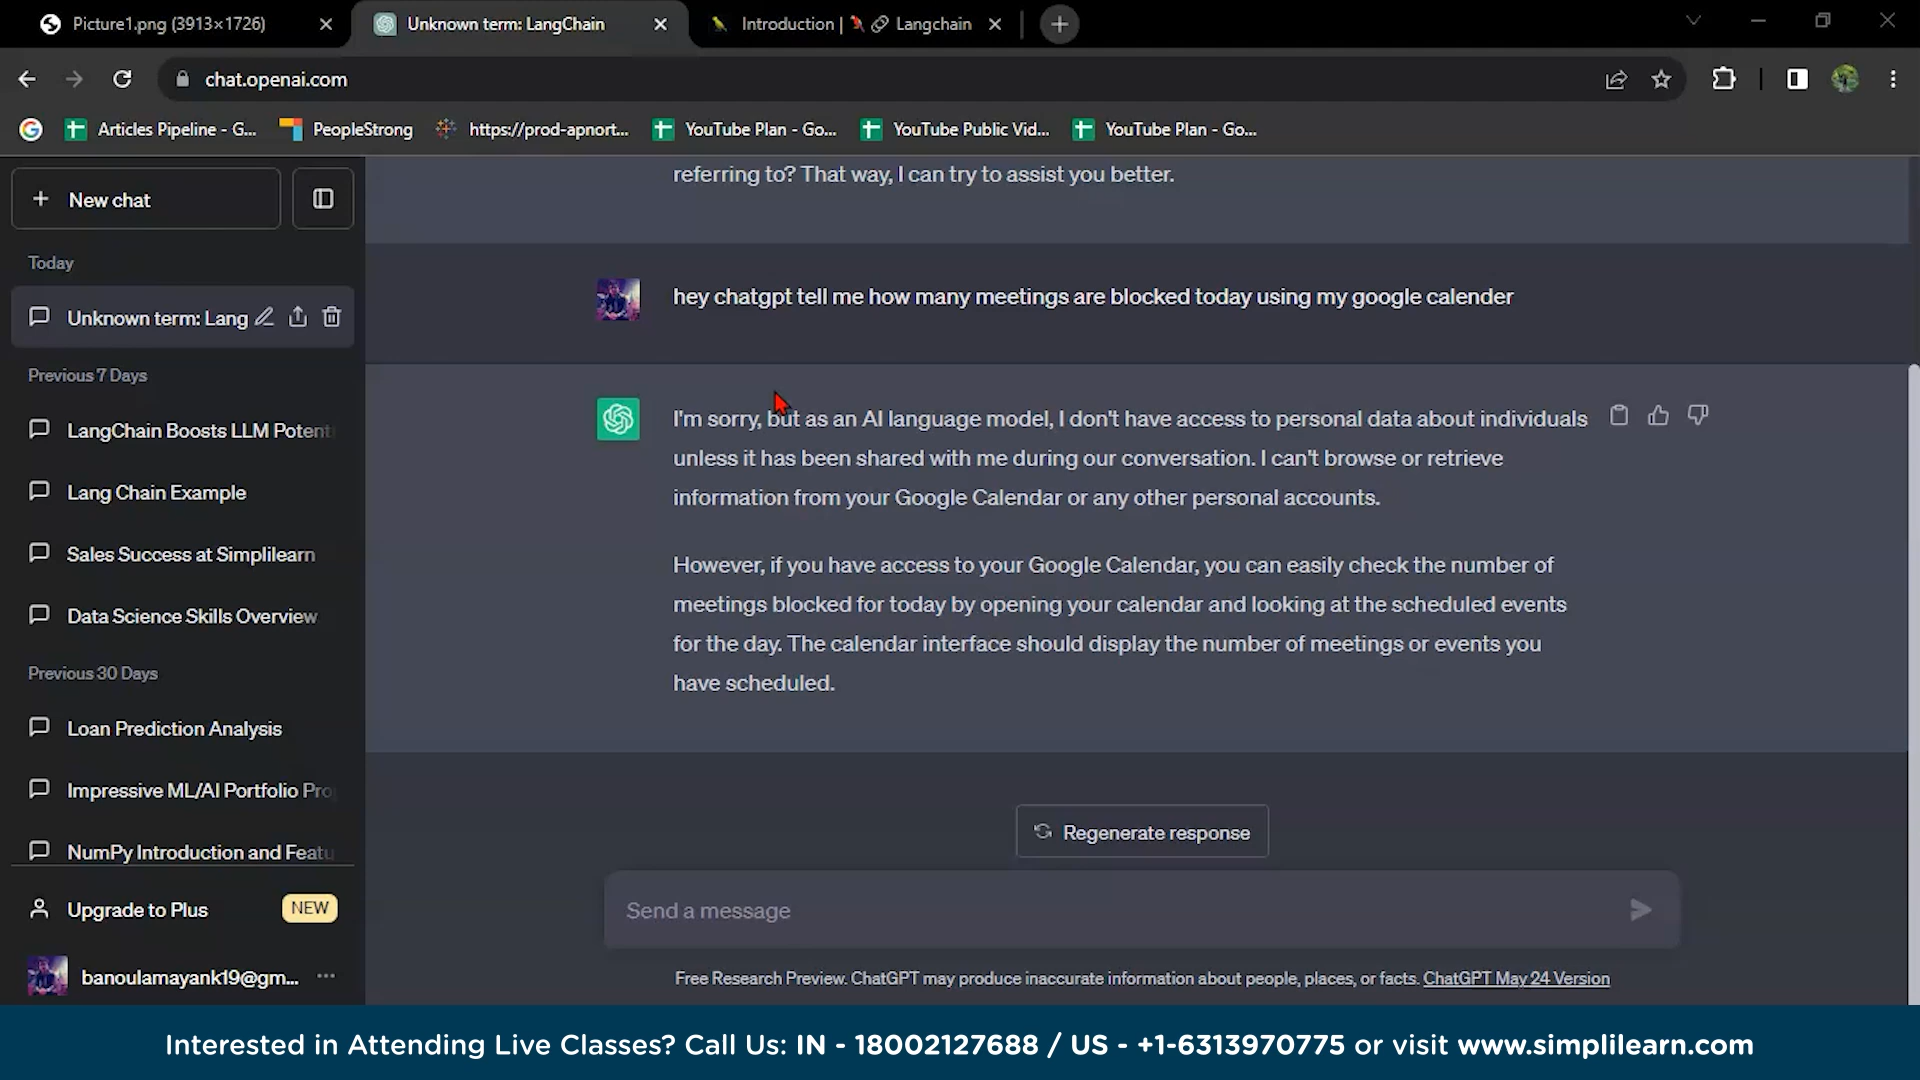 Picture1.png (3913×1726)
Unknown term: LangChain
Introduction | 🦜️🔗 Langchain
chat.openai.com
Articles Pipeline - G...
PeopleStrong
https://prod-apnort...
YouTube Plan - Go...
YouTube Public Vid...
YouTube Plan - Go...
New chat
Today
Unknown term: Lang
Previous 7 Days
LangChain Boosts LLM Potent
Lang Chain Example
Sales Success at Simplilearn
Data Science Skills Overview
Previous 30 Days
Loan Prediction Analysis
Impressive ML/AI Portfolio Pro
NumPy Introduction and Featu
Upgrade to Plus
NEW
banoulamayank19@gm...
referring to? That way, I can try to assist you better.
hey chatgpt tell me how many meetings are blocked today using my google calender
I'm sorry, but as an AI language model, I don't have access to personal data about individuals
unless it has been shared with me during our conversation. I can't browse or retrieve
information from your Google Calendar or any other personal accounts.
However, if you have access to your Google Calendar, you can easily check the number of
meetings blocked for today by opening your calendar and looking at the scheduled events
for the day. The calendar interface should display the number of meetings or events you
have scheduled.
Regenerate response
Send a message
Free Research Preview. ChatGPT may produce inaccurate information about people, places, or facts. ChatGPT May 24 Version
Interested in Attending Live Classes? Call Us: IN - 18002127688 / US - +1-6313970775 or visit www.simplilearn.com